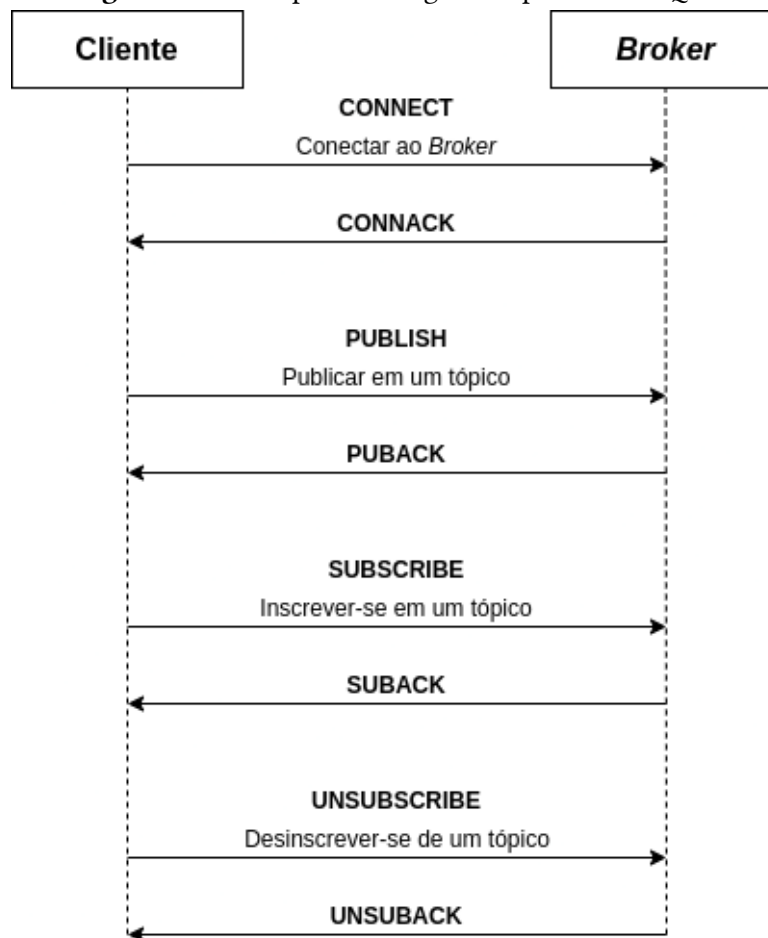 Cliente
Broker
CONNECT
Conectar ao Broker
CONNACK
PUBLISH
Publicar em um tópico
PUBACK
SUBSCRIBE
Inscrever-se em um tópico
SUBACK
UNSUBSCRIBE
Desinscrever-se de um tópico
UNSUBACK